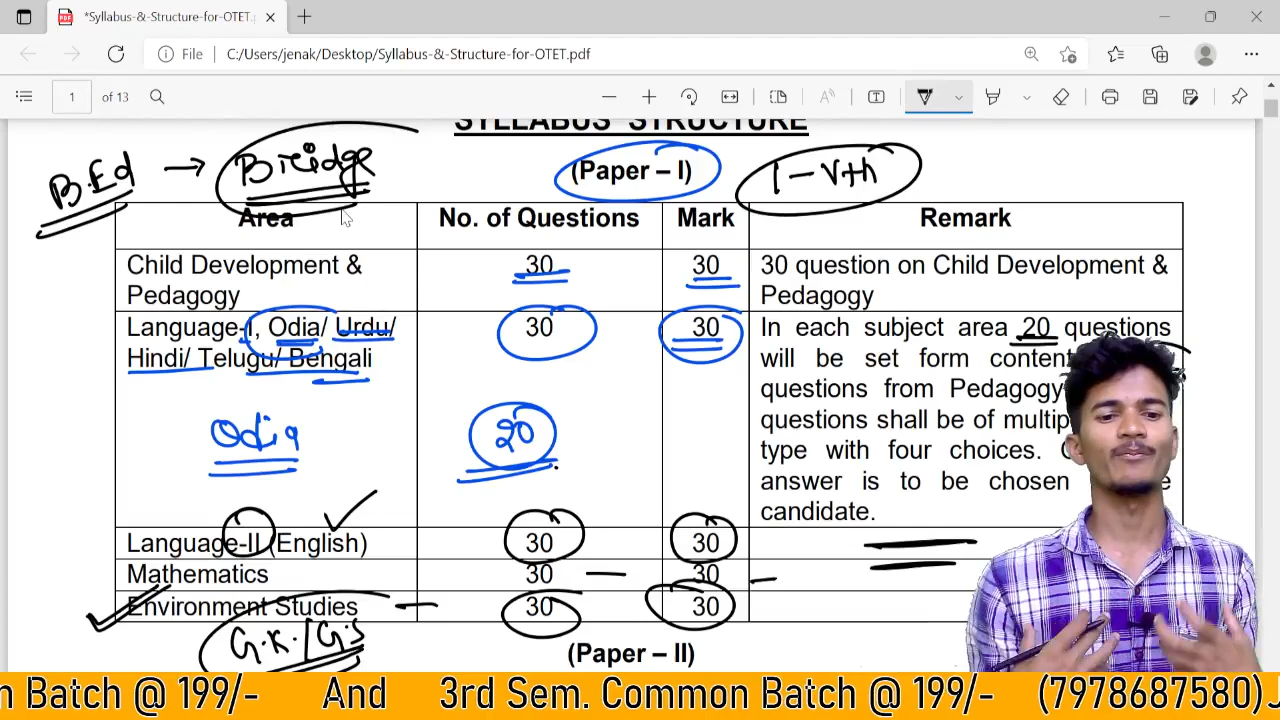 *Syllabus-&-Structure-for-OTET.p
File C:/Users/jenak/Desktop/Syllabus-&-Structure-for-OTET.pdf
1 of 13
SYLLABUS STRUCTURE
B.Ed → Bridge
(Paper – I)
1 – Vth
Area No. of Questions Mark Remark
Child Development & 30 30 30 question on Child Development &
Pedagogy Pedagogy
Language-I, Odia/ Urdu/ 30 30 In each subject area 20 questions
Hindi/ Telugu/ Bengali will be set form content
questions from Pedagogy
Odia 20 questions shall be of
type with four choices.
answer is to be chosen
candidate.
Language-II (English) 30 30
Mathematics 30 30
Environment Studies 30 30
G.K./G.S
(Paper – II)
Batch @ 199/- And 3rd Sem. Common Batch @ 199/- (7978687580)